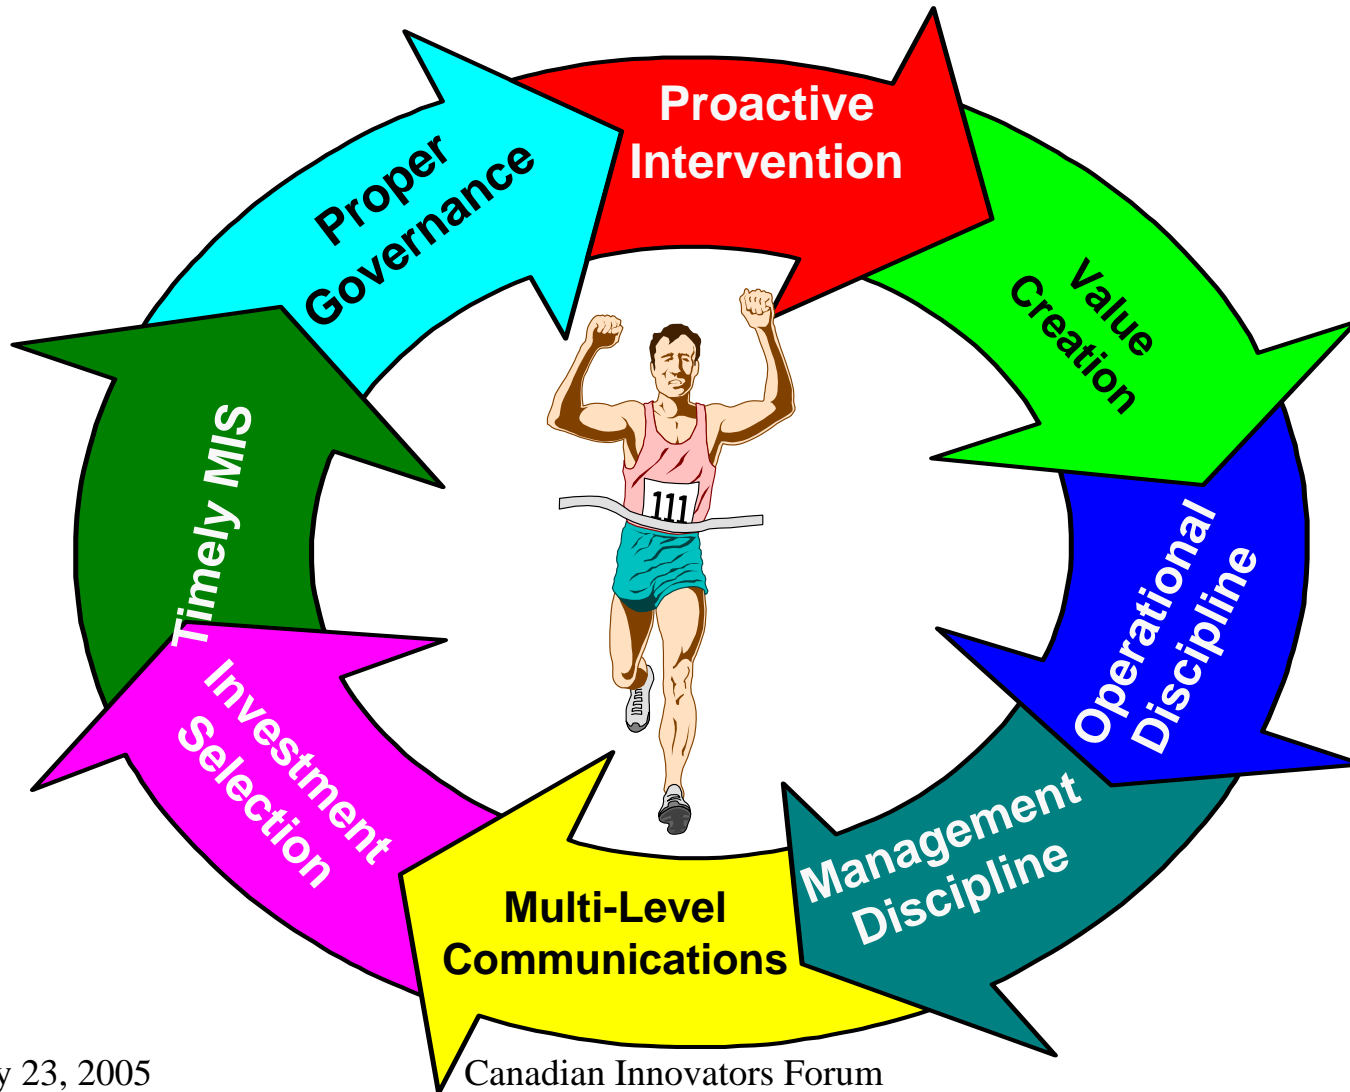 Proactive
Intervention
Value
Creation
Operational
Discipline
Management
Discipline
Multi-Level
Communications
Investment
Selection
Timely MIS
Proper
Governance
111
23, 2005
Canadian Innovators Forum